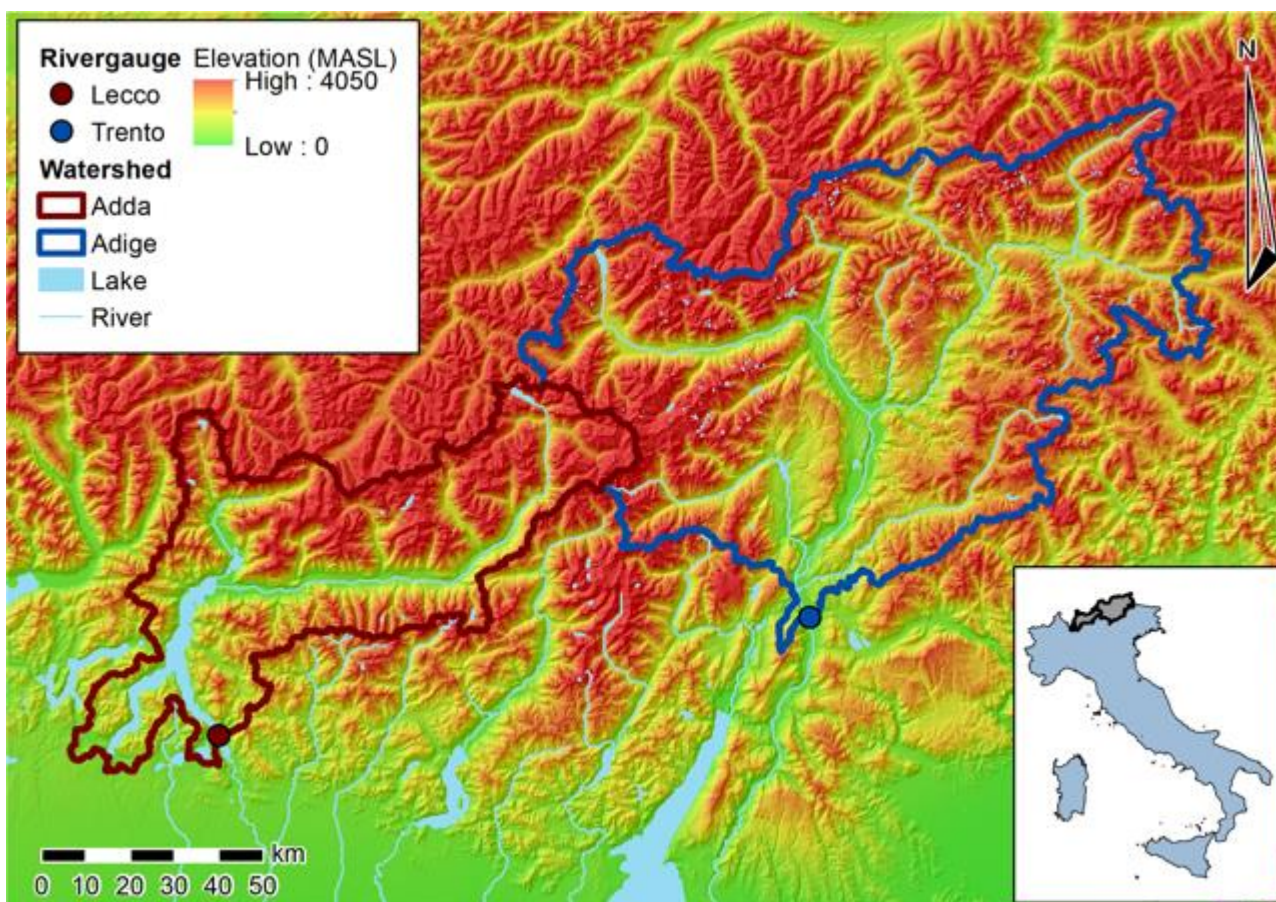 Rivergauge Elevation (MASL)
High : 4050
Lecco
Trento
Low : 0
Watershed
Adda
Adige
Lake
River
N
km
0 10 20 30 40 50